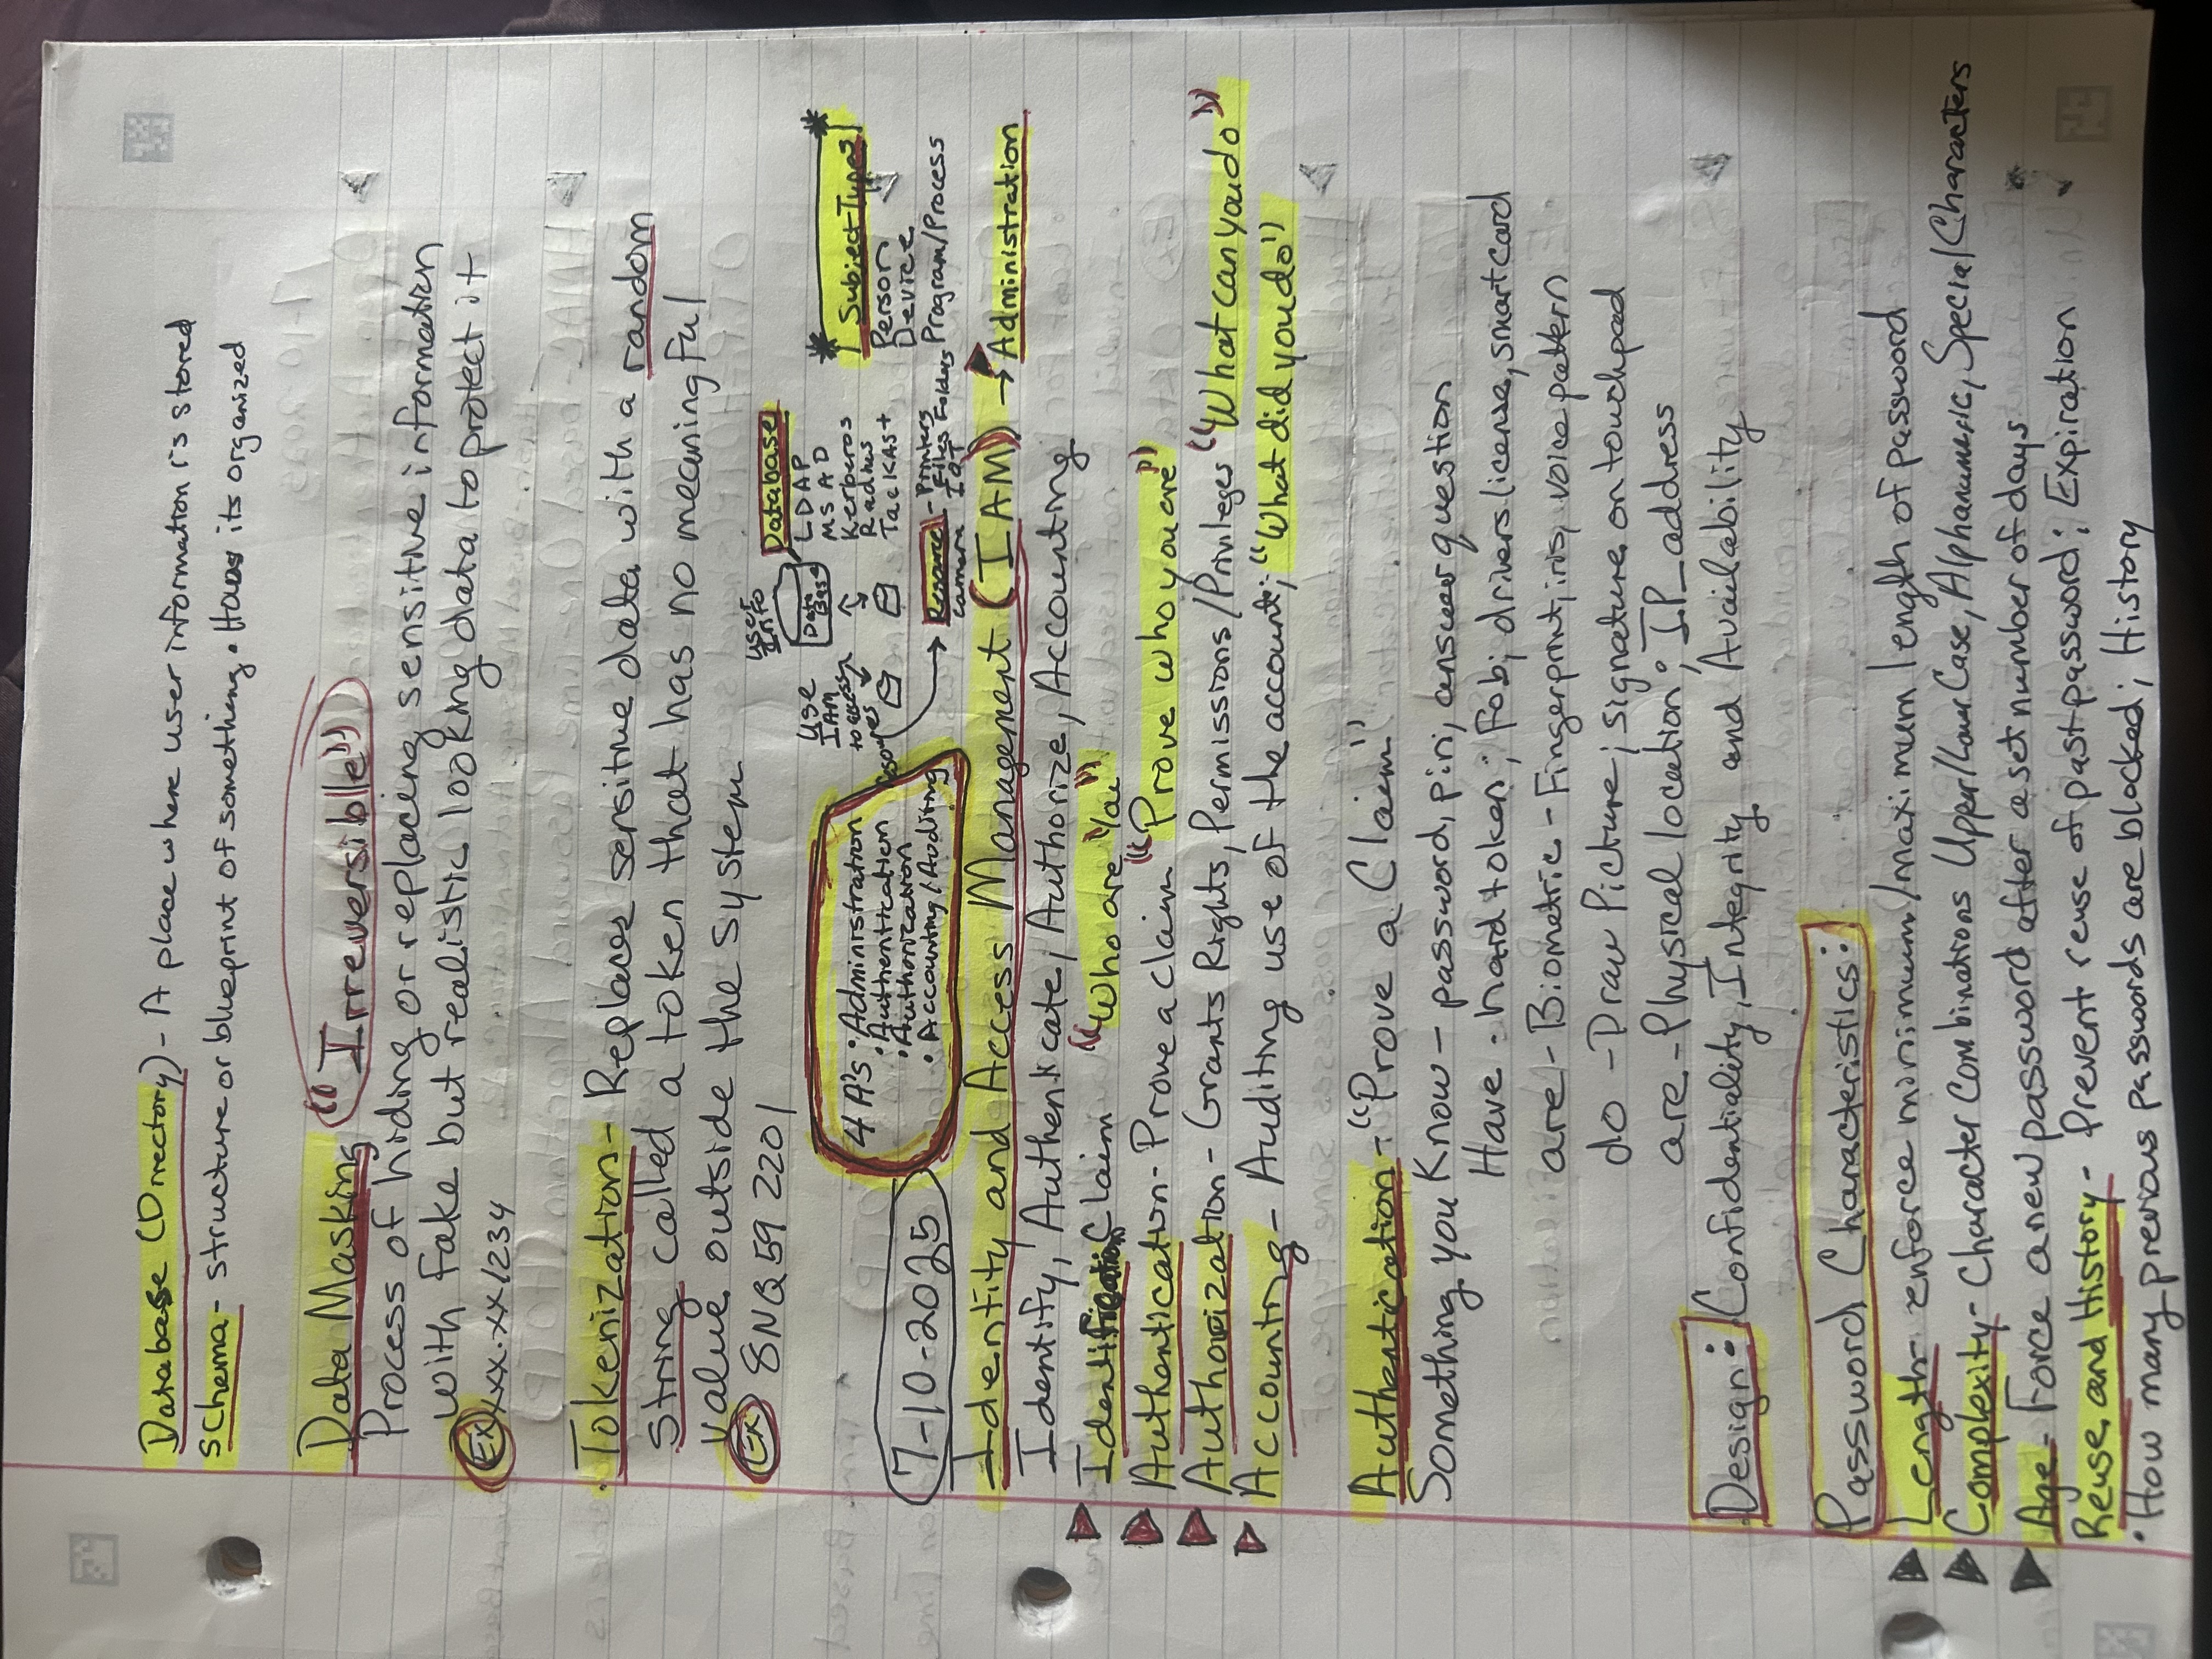 Database (Directory) - A place where user information is stored
Schema - structure or blueprint of something. How its organized
Data Masking "Irreversible"
Process of hiding or replacing sensitive information
with fake but realistic looking data to protect it
Ex xxx-xx/234
Tokenization - Replaces sensitive data with a random
string called a token that has no meaningful
value outside the system
Ex 8NQ59 2201
4 A's • Administration
• Authentication
• Authorization
• Accounting/Auditing
User
Info
Data
Base
Use
IAM
to access
resources
Database
LDAP
MS AD
Kerberos
Radius
TacKAS+
Resource - Printers
Files Folders
Camera IOT
Subject Types
Person
Device
Program/Process
7-10-2025
Identity and Access Management (IAM) → Administration
Identify, Authenticate, Authorize, Accounting
Identification Claim "Who are You"
Authentication - Prove a claim "Prove who you are"
Authorization - Grants Rights, Permissions/Privileges "What can you do"
Accounting - Auditing use of the account; "What did you do"
Authentication - "Prove a Claim"
Something you Know - password, pin, answer question
Have - hard token; fob; drivers license, smart card
are - Biometric - Fingerprint, iris, voice pattern
do - Draw Picture; signature on touchpad
are - Physical location; IP address
Design: Confidentiality, Integrity and Availability
Password Characteristics:
Length - enforce minimum/maximum length of password
Complexity - Character Combinations Upper/Lower Case, Alphanumeric, Special Characters
Age - Force a new password after a set number of days
Reuse and History - Prevent reuse of past password; Expiration
• How many previous passwords are blocked; History